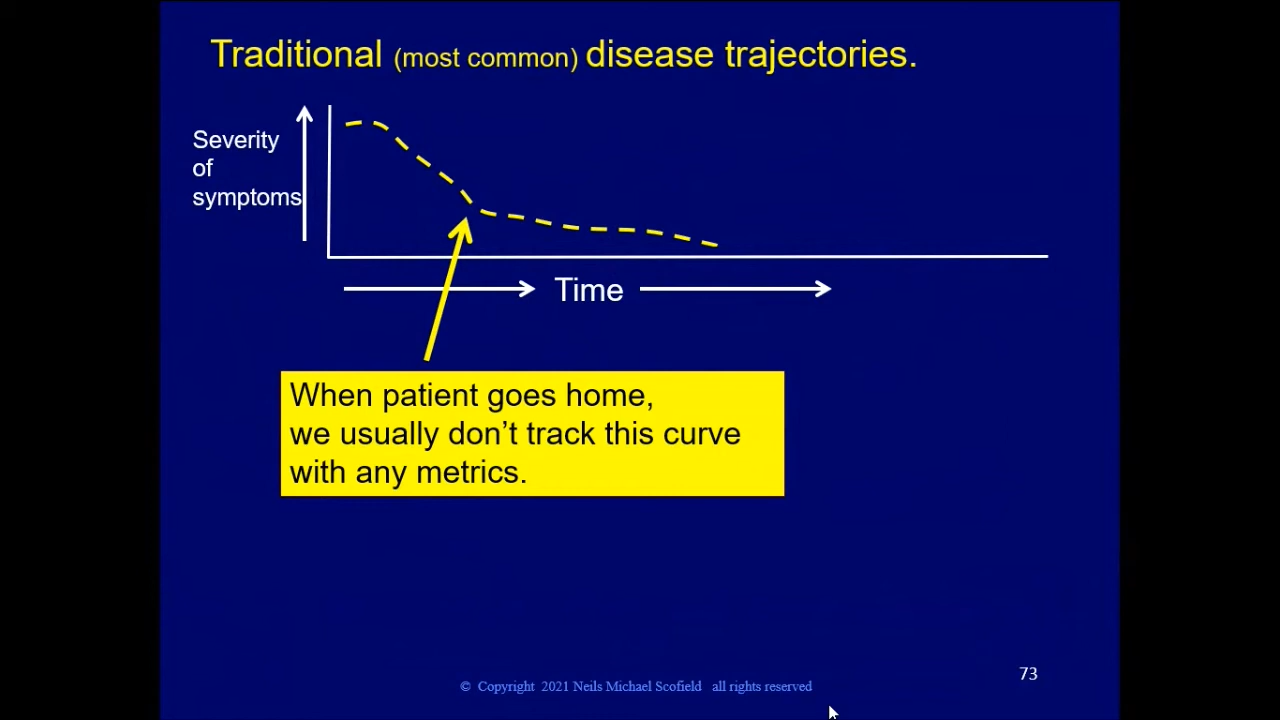 Traditional (most common) disease trajectories.
Severity
of
symptoms
Time
When patient goes home,
we usually don’t track this curve
with any metrics.
73
© Copyright 2021 Neils Michael Scofield all rights reserved